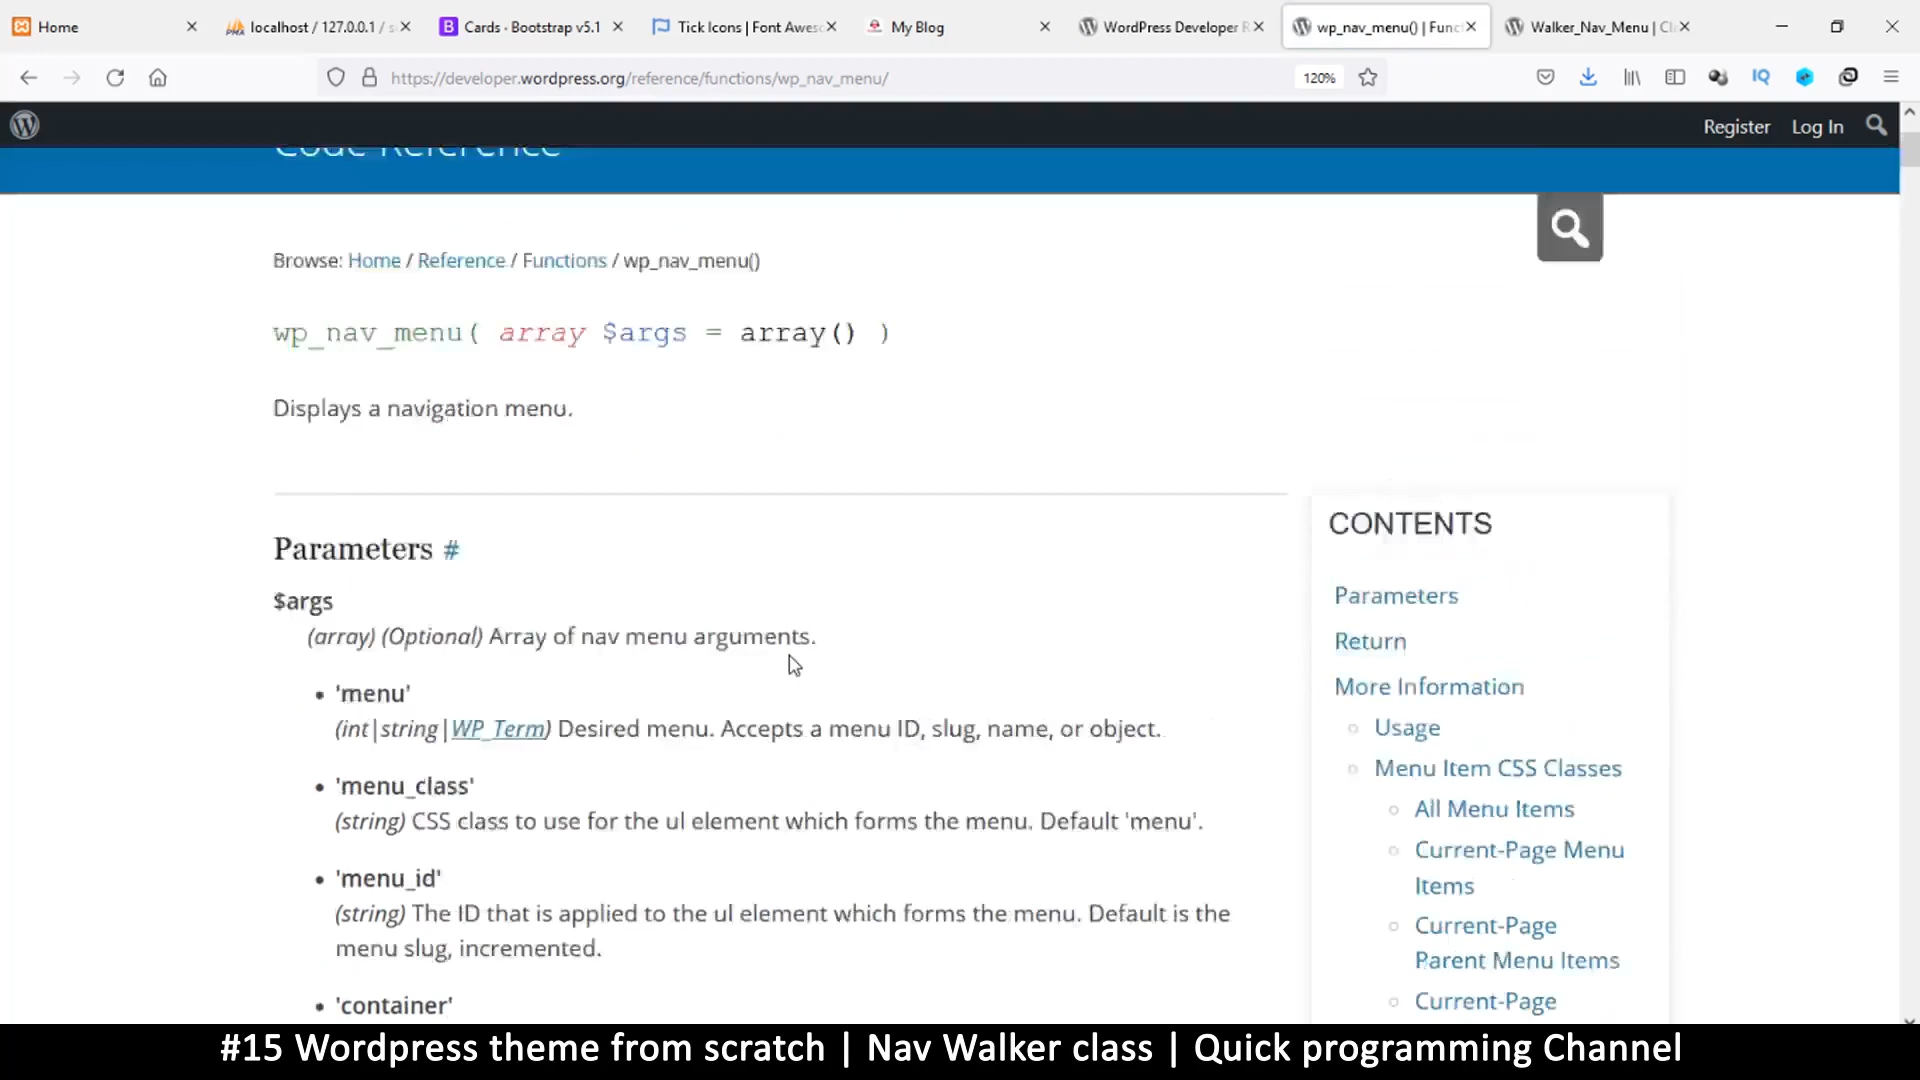 Home
localhost / 127.0.0.1 / s
Cards · Bootstrap v5.1
Tick Icons | Font Awes
My Blog
WordPress Developer R
wp_nav_menu() | Func
Walker_Nav_Menu | Cl
https://developer.wordpress.org/reference/functions/wp_nav_menu/
120%
IQ
Register
Log In
Code Reference
Browse: Home / Reference / Functions / wp_nav_menu()
wp_nav_menu( array $args = array() )
Displays a navigation menu.
Parameters #
$args
(array) (Optional) Array of nav menu arguments.
• 'menu'
(int|string|WP_Term) Desired menu. Accepts a menu ID, slug, name, or object.
• 'menu_class'
(string) CSS class to use for the ul element which forms the menu. Default 'menu'.
• 'menu_id'
(string) The ID that is applied to the ul element which forms the menu. Default is the
menu slug, incremented.
• 'container'
CONTENTS
Parameters
Return
More Information
Usage
Menu Item CSS Classes
All Menu Items
Current-Page Menu
Items
Current-Page
Parent Menu Items
Current-Page
#15 Wordpress theme from scratch | Nav Walker class | Quick programming Channel